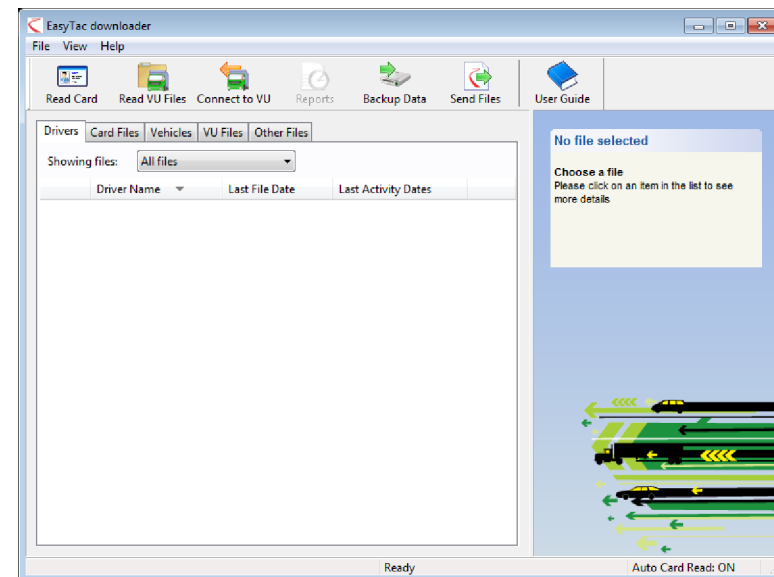 EasyTac downloader
File View Help
Read Card Read VU Files Connect to VU Reports Backup Data Send Files User Guide
Drivers Card Files Vehicles VU Files Other Files
Showing files: All files
Driver Name Last File Date Last Activity Dates
No file selected
Choose a file
Please click on an item in the list to see
more details
Ready Auto Card Read: ON